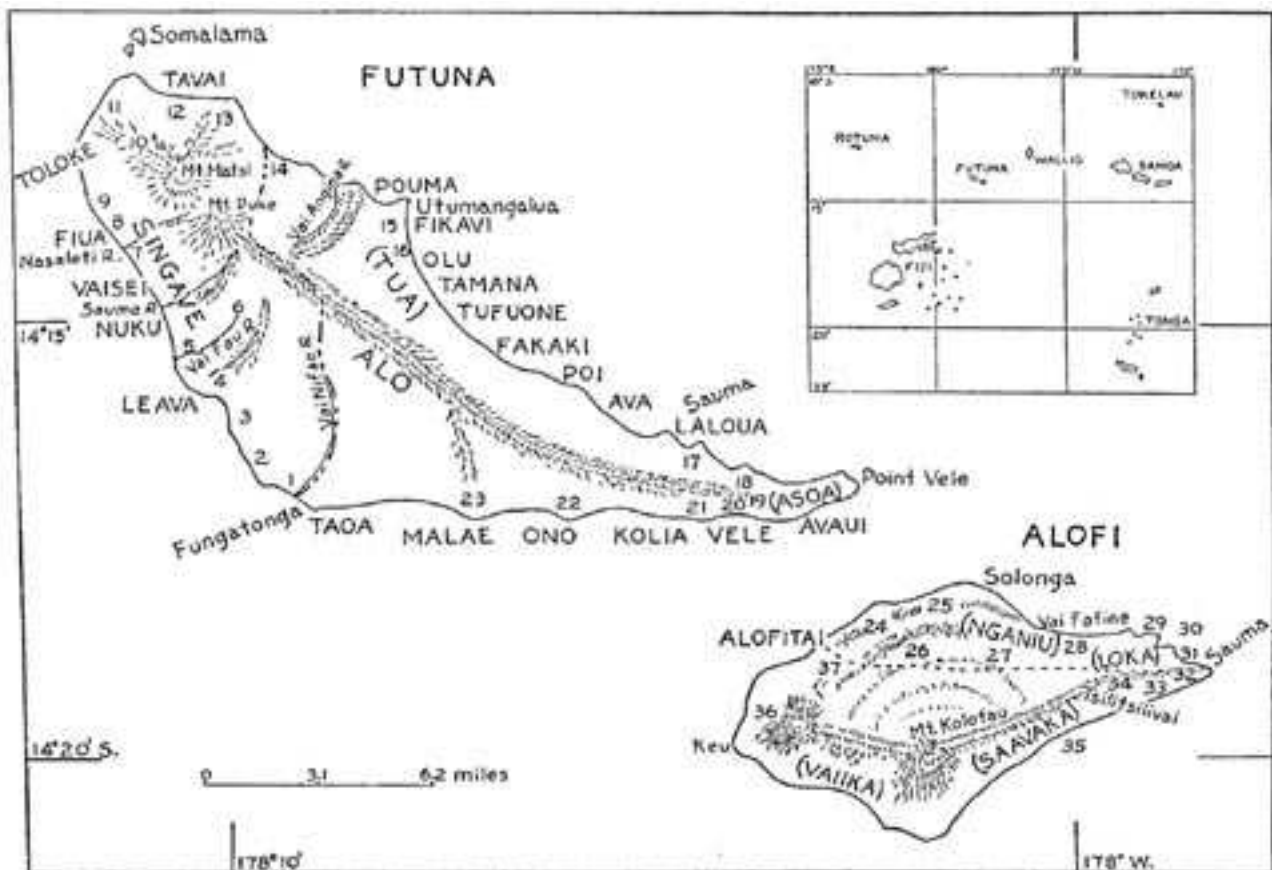 Somalama
TAVAI
FUTUNA
11
12
13
10
Mt. Matsi
TOLOKE
14
Mt. Puke
POUMA
Utumangalua
FIKAVI
15
16
OLU
(TUA)
TAMANA
TUFUONE
FAKAKI
POI
AVA
Sauma
LALOUA
9
8
SINGAVE
FIUA
Nasaleti R.
7
VAISEI
Sauma R.
NUKU
6
5
Vai Fau R.
4
14°15'
ALO
LEAVA
3
2
1
17
18
19
20
21
22
23
(ASOA)
Point Vele
Fungatonga
TAOA
MALAE
ONO
KOLIA
VELE
AVAUI
ROTUMA
FUTUNA
WALLIS
TOKELAU
SAMOA
FIJI
TONGA
ALOFI
Solonga
ALOFITAI
24
25
(NGANIU)
Vai Fafine
29
30
26
27
28
(LOKA)
31
Sauma
37
32
33
34
36
Mt. Kolofau
35
(SAAVAKA)
(VAIIKA)
14°20' S.
0 3.1 6.2 miles
178°10'
178° W.